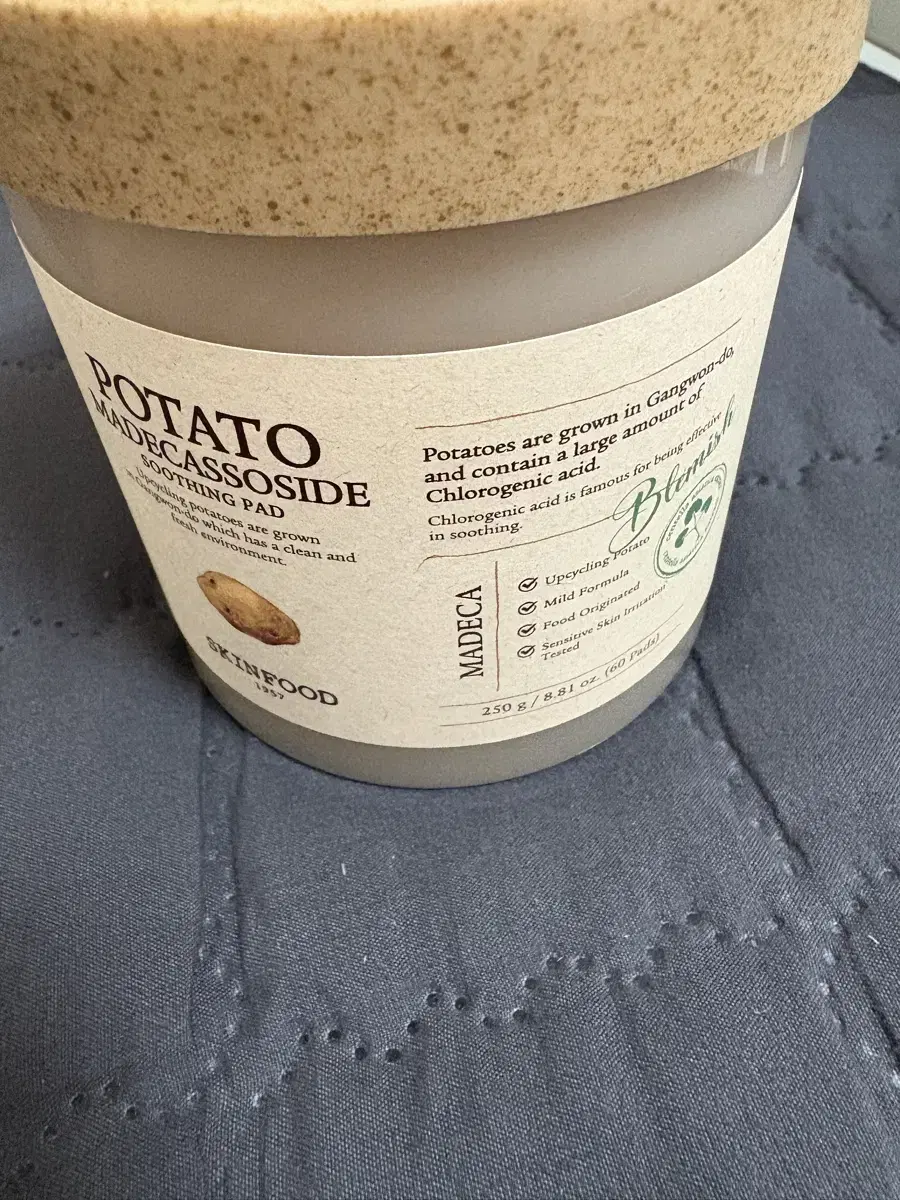 POTATO
MADECASSOSIDE
SOOTHING PAD
Upcycling potatoes are grown
in Gangwon-do which has a clean and
fresh environment.
SKINFOOD
1957
Potatoes are grown in Gangwon-do,
and contain a large amount of
Chlorogenic acid.
Chlorogenic acid is famous for being effective
in soothing.
Blemish
MADECA
Upcycling Potato
Mild Formula
Food Originated
Sensitive Skin Irritation
Tested
250 g / 8.81 oz. (60 Pads)